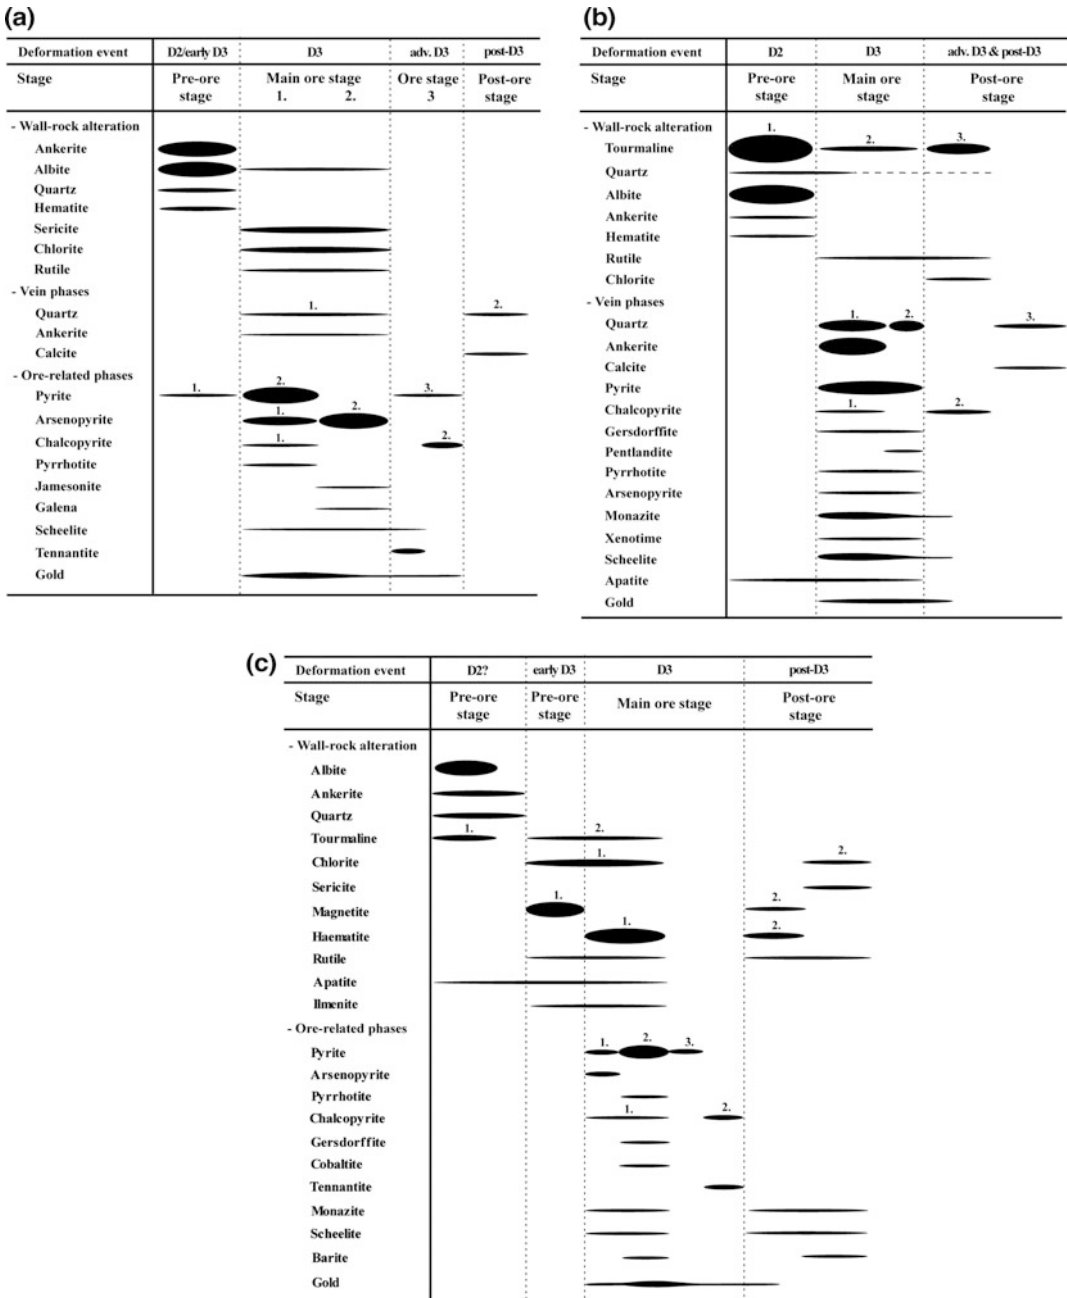 (a)
Deformation event D2/early D3 D3 adv. D3 post-D3
Stage Pre-ore Main ore stage Ore stage Post-ore
stage 1. 2. 3 stage
- Wall-rock alteration
Ankerite
Albite
Quartz
Hematite
Sericite
Chlorite
Rutile
- Vein phases
Quartz 1. 2.
Ankerite
Calcite
- Ore-related phases
Pyrite 1. 2. 3.
Arsenopyrite 1. 2.
Chalcopyrite 1. 2.
Pyrrhotite
Jamesonite
Galena
Scheelite
Tennantite
Gold
(b)
Deformation event D2 D3 adv. D3 & post-D3
Stage Pre-ore Main ore Post-ore
stage stage stage
- Wall-rock alteration
Tourmaline 1. 2. 3.
Quartz
Albite
Ankerite
Hematite
Rutile
Chlorite
- Vein phases
Quartz 1. 2. 3.
Ankerite
Calcite
Pyrite
Chalcopyrite 1. 2.
Gersdorffite
Pentlandite
Pyrrhotite
Arsenopyrite
Monazite
Xenotime
Scheelite
Apatite
Gold
(c)
Deformation event D2? early D3 D3 post-D3
Stage Pre-ore Pre-ore Main ore stage Post-ore
stage stage stage
- Wall-rock alteration
Albite
Ankerite
Quartz
Tourmaline 1. 2.
Chlorite 1. 2.
Sericite
Magnetite 1. 2.
Haematite 1. 2.
Rutile
Apatite
Ilmenite
- Ore-related phases
Pyrite 1. 2. 3.
Arsenopyrite
Pyrrhotite
Chalcopyrite 1. 2.
Gersdorffite
Cobaltite
Tennantite
Monazite
Scheelite
Barite
Gold